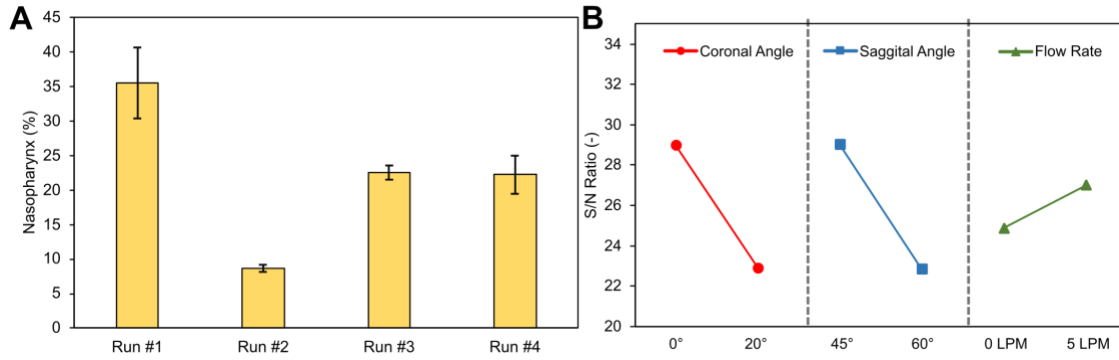 A
Nasopharynx (%)
45
40
35
30
25
20
15
10
5
0
Run #1 Run #2 Run #3 Run #4
B
S/N Ratio (-)
34
32
30
28
26
24
22
20
Coronal Angle Saggital Angle Flow Rate
0° 20° 45° 60° 0 LPM 5 LPM